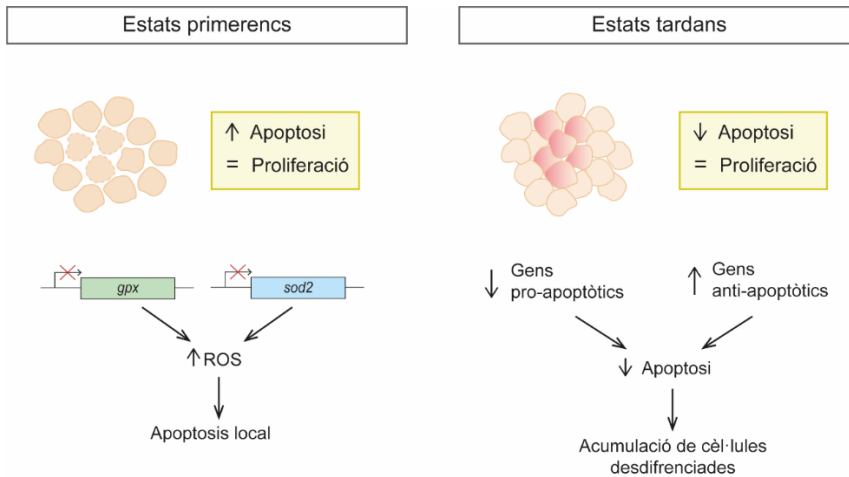 Estats primerencs
↑ Apoptosi
= Proliferació
gpx
sod2
↑ ROS
Apoptosis local
Estats tardans
↓ Apoptosi
= Proliferació
↓ Gens
pro-apoptòtics
↑ Gens
anti-apoptòtics
↓ Apoptosi
Acumulació de cèl·lules
desdifrenciades